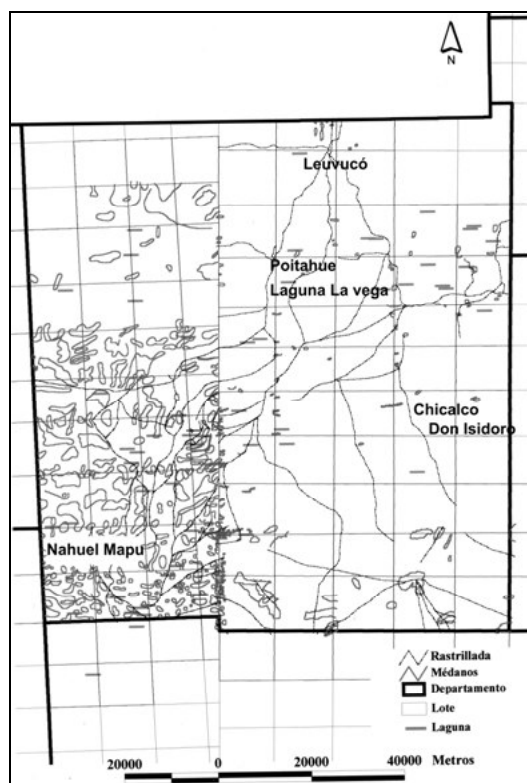 N
Leuvucó
Poitahue
Laguna La vega
Chicalco
Don Isidoro
Nahuel Mapu
Rastrillada
Médanos
Departamento
Lote
Laguna
20000 0 20000 40000 Metros